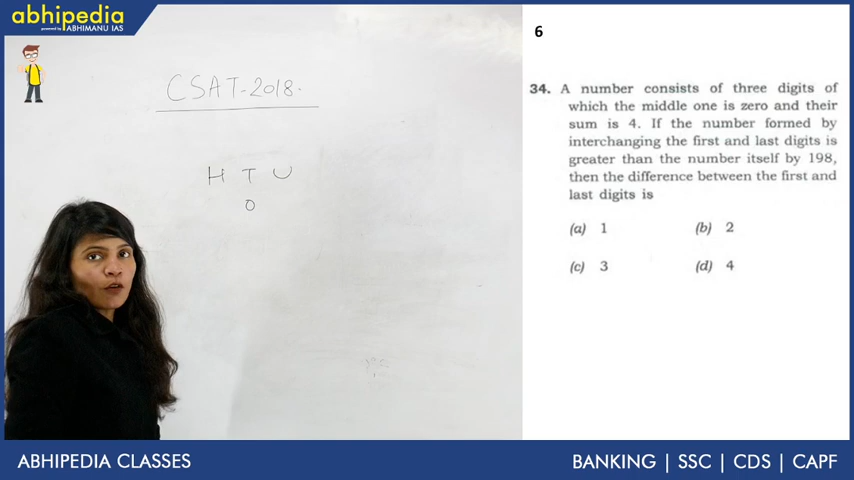 abhipedia
powered by ABHIMANU IAS
CSAT-2018.
H T U
0
6
34. A number consists of three digits of
which the middle one is zero and their
sum is 4. If the number formed by
interchanging the first and last digits is
greater than the number itself by 198,
then the difference between the first and
last digits is
(a) 1 (b) 2
(c) 3 (d) 4
ABHIPEDIA CLASSES
BANKING | SSC | CDS | CAPF